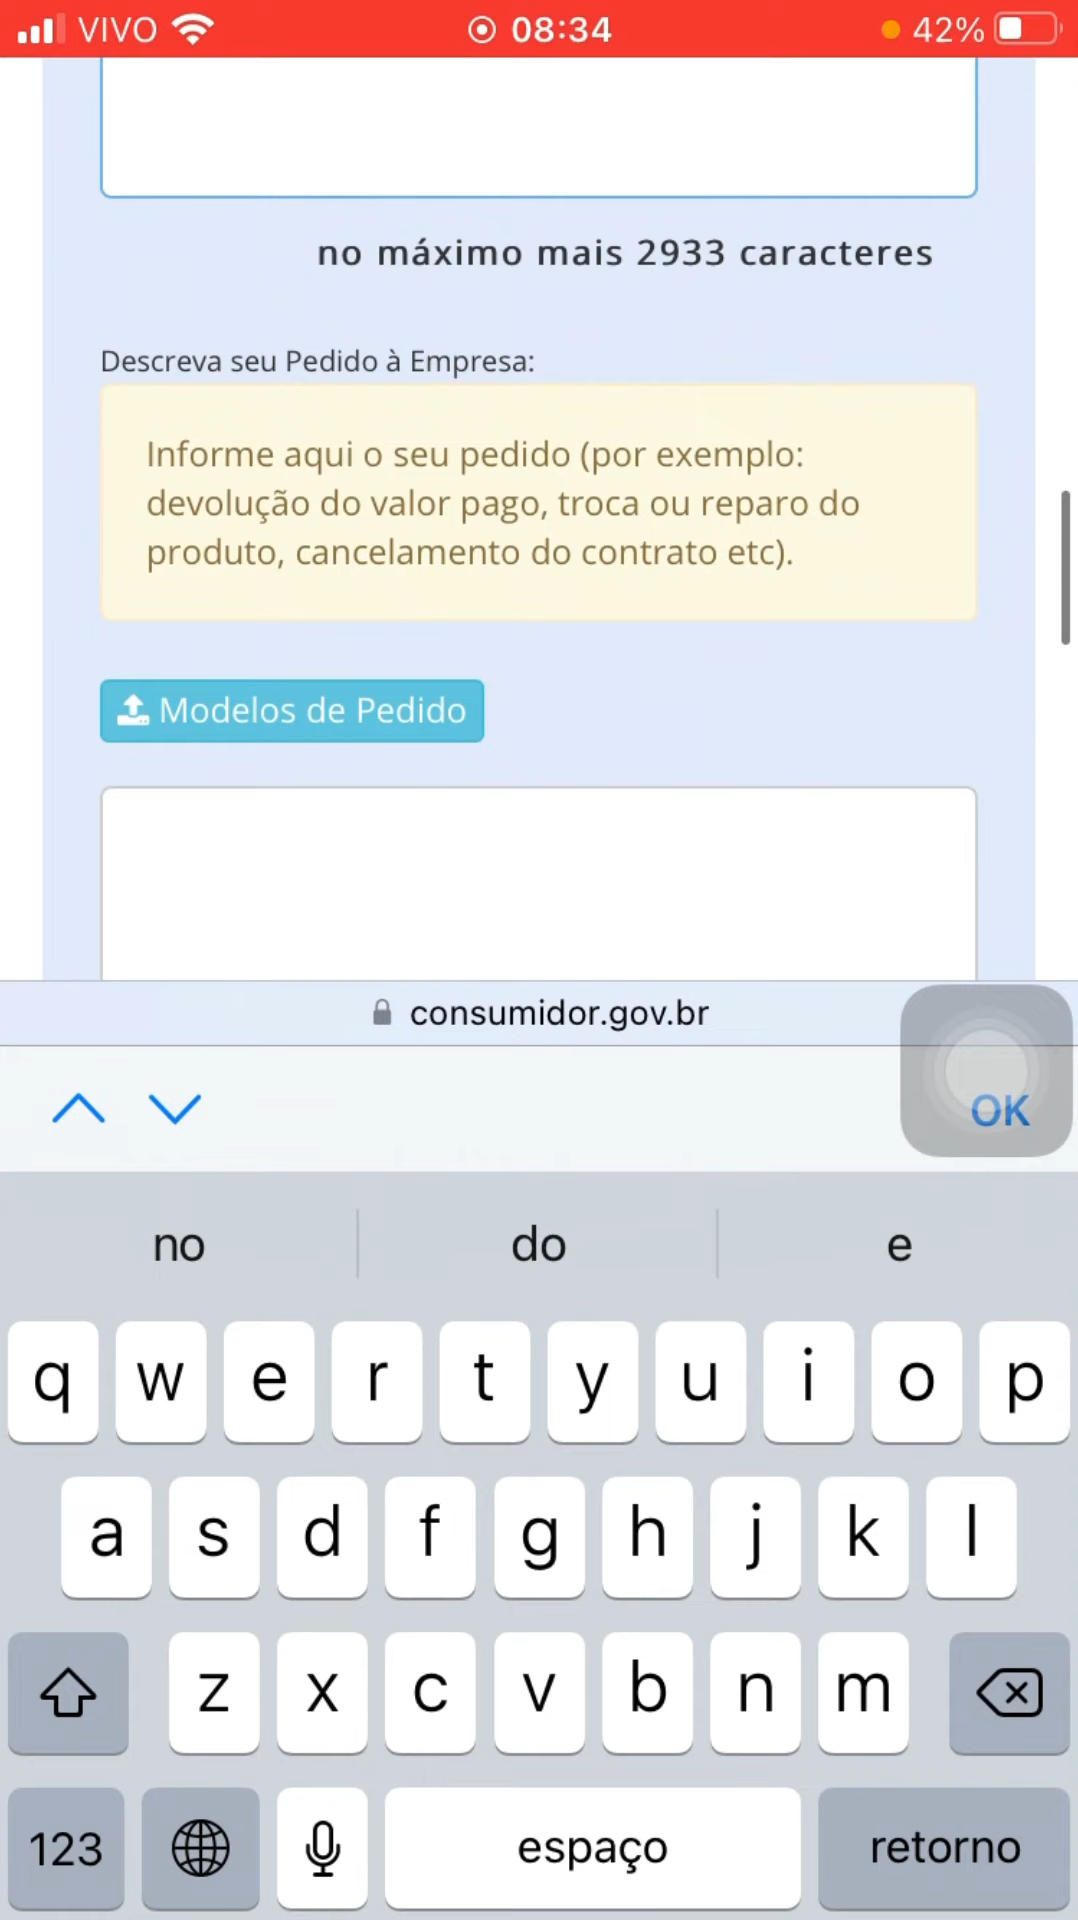 VIVO 08:34 42%
no máximo mais 2933 caracteres
Descreva seu Pedido à Empresa:
Informe aqui o seu pedido (por exemplo:
devolução do valor pago, troca ou reparo do
produto, cancelamento do contrato etc).
Modelos de Pedido
consumidor.gov.br
OK
no do e
q w e r t y u i o p
a s d f g h j k l
z x c v b n m
123 espaço retorno